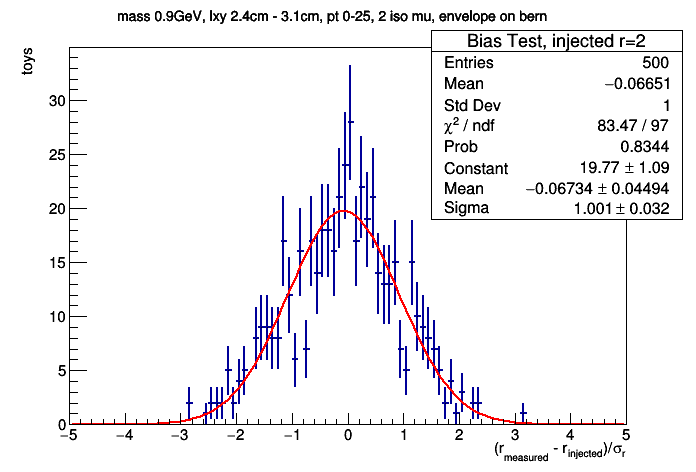 mass 0.9GeV, lxy 2.4cm - 3.1cm, pt 0-25, 2 iso mu, envelope on bern
toys
Bias Test, injected r=2
Entries 500
Mean −0.06651
Std Dev 1
χ² / ndf 83.47 / 97
Prob 0.8344
Constant 19.77 ± 1.09
Mean −0.06734 ± 0.04494
Sigma 1.001 ± 0.032
30
25
20
15
10
5
0
−5 −4 −3 −2 −1 0 1 2 3 4 5
(r_measured - r_injected)/σ_r